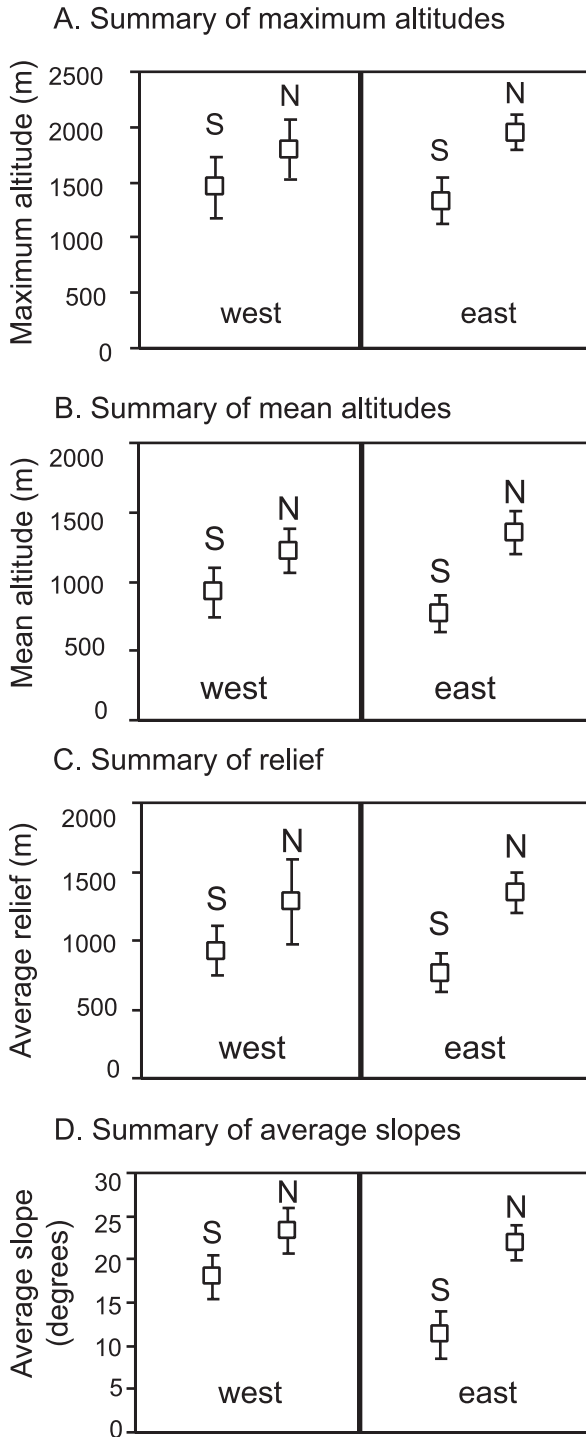 A. Summary of maximum altitudes
Maximum altitude (m)
2500
2000
1500
1000
500
0
S
N
S
N
west
east
B. Summary of mean altitudes
Mean altitude (m)
2000
1500
1000
500
0
S
N
S
N
west
east
C. Summary of relief
Average relief (m)
2000
1500
1000
500
0
S
N
S
N
west
east
D. Summary of average slopes
Average slope
(degrees)
30
25
20
15
10
5
0
S
N
S
N
west
east